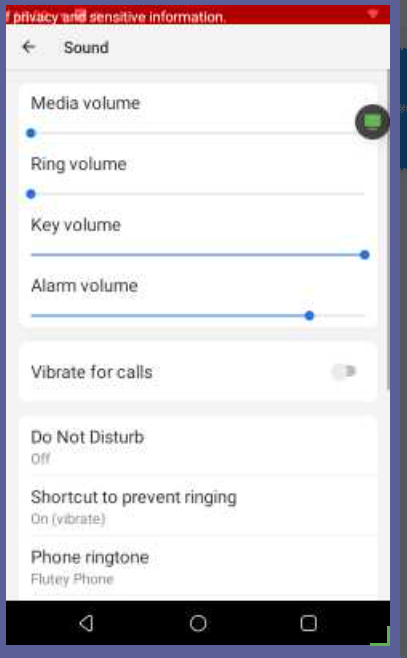 f privacy and sensitive information.
Sound
Media volume
Ring volume
Key volume
Alarm volume
Vibrate for calls
Do Not Disturb
Off
Shortcut to prevent ringing
On (vibrate)
Phone ringtone
Flutey Phone